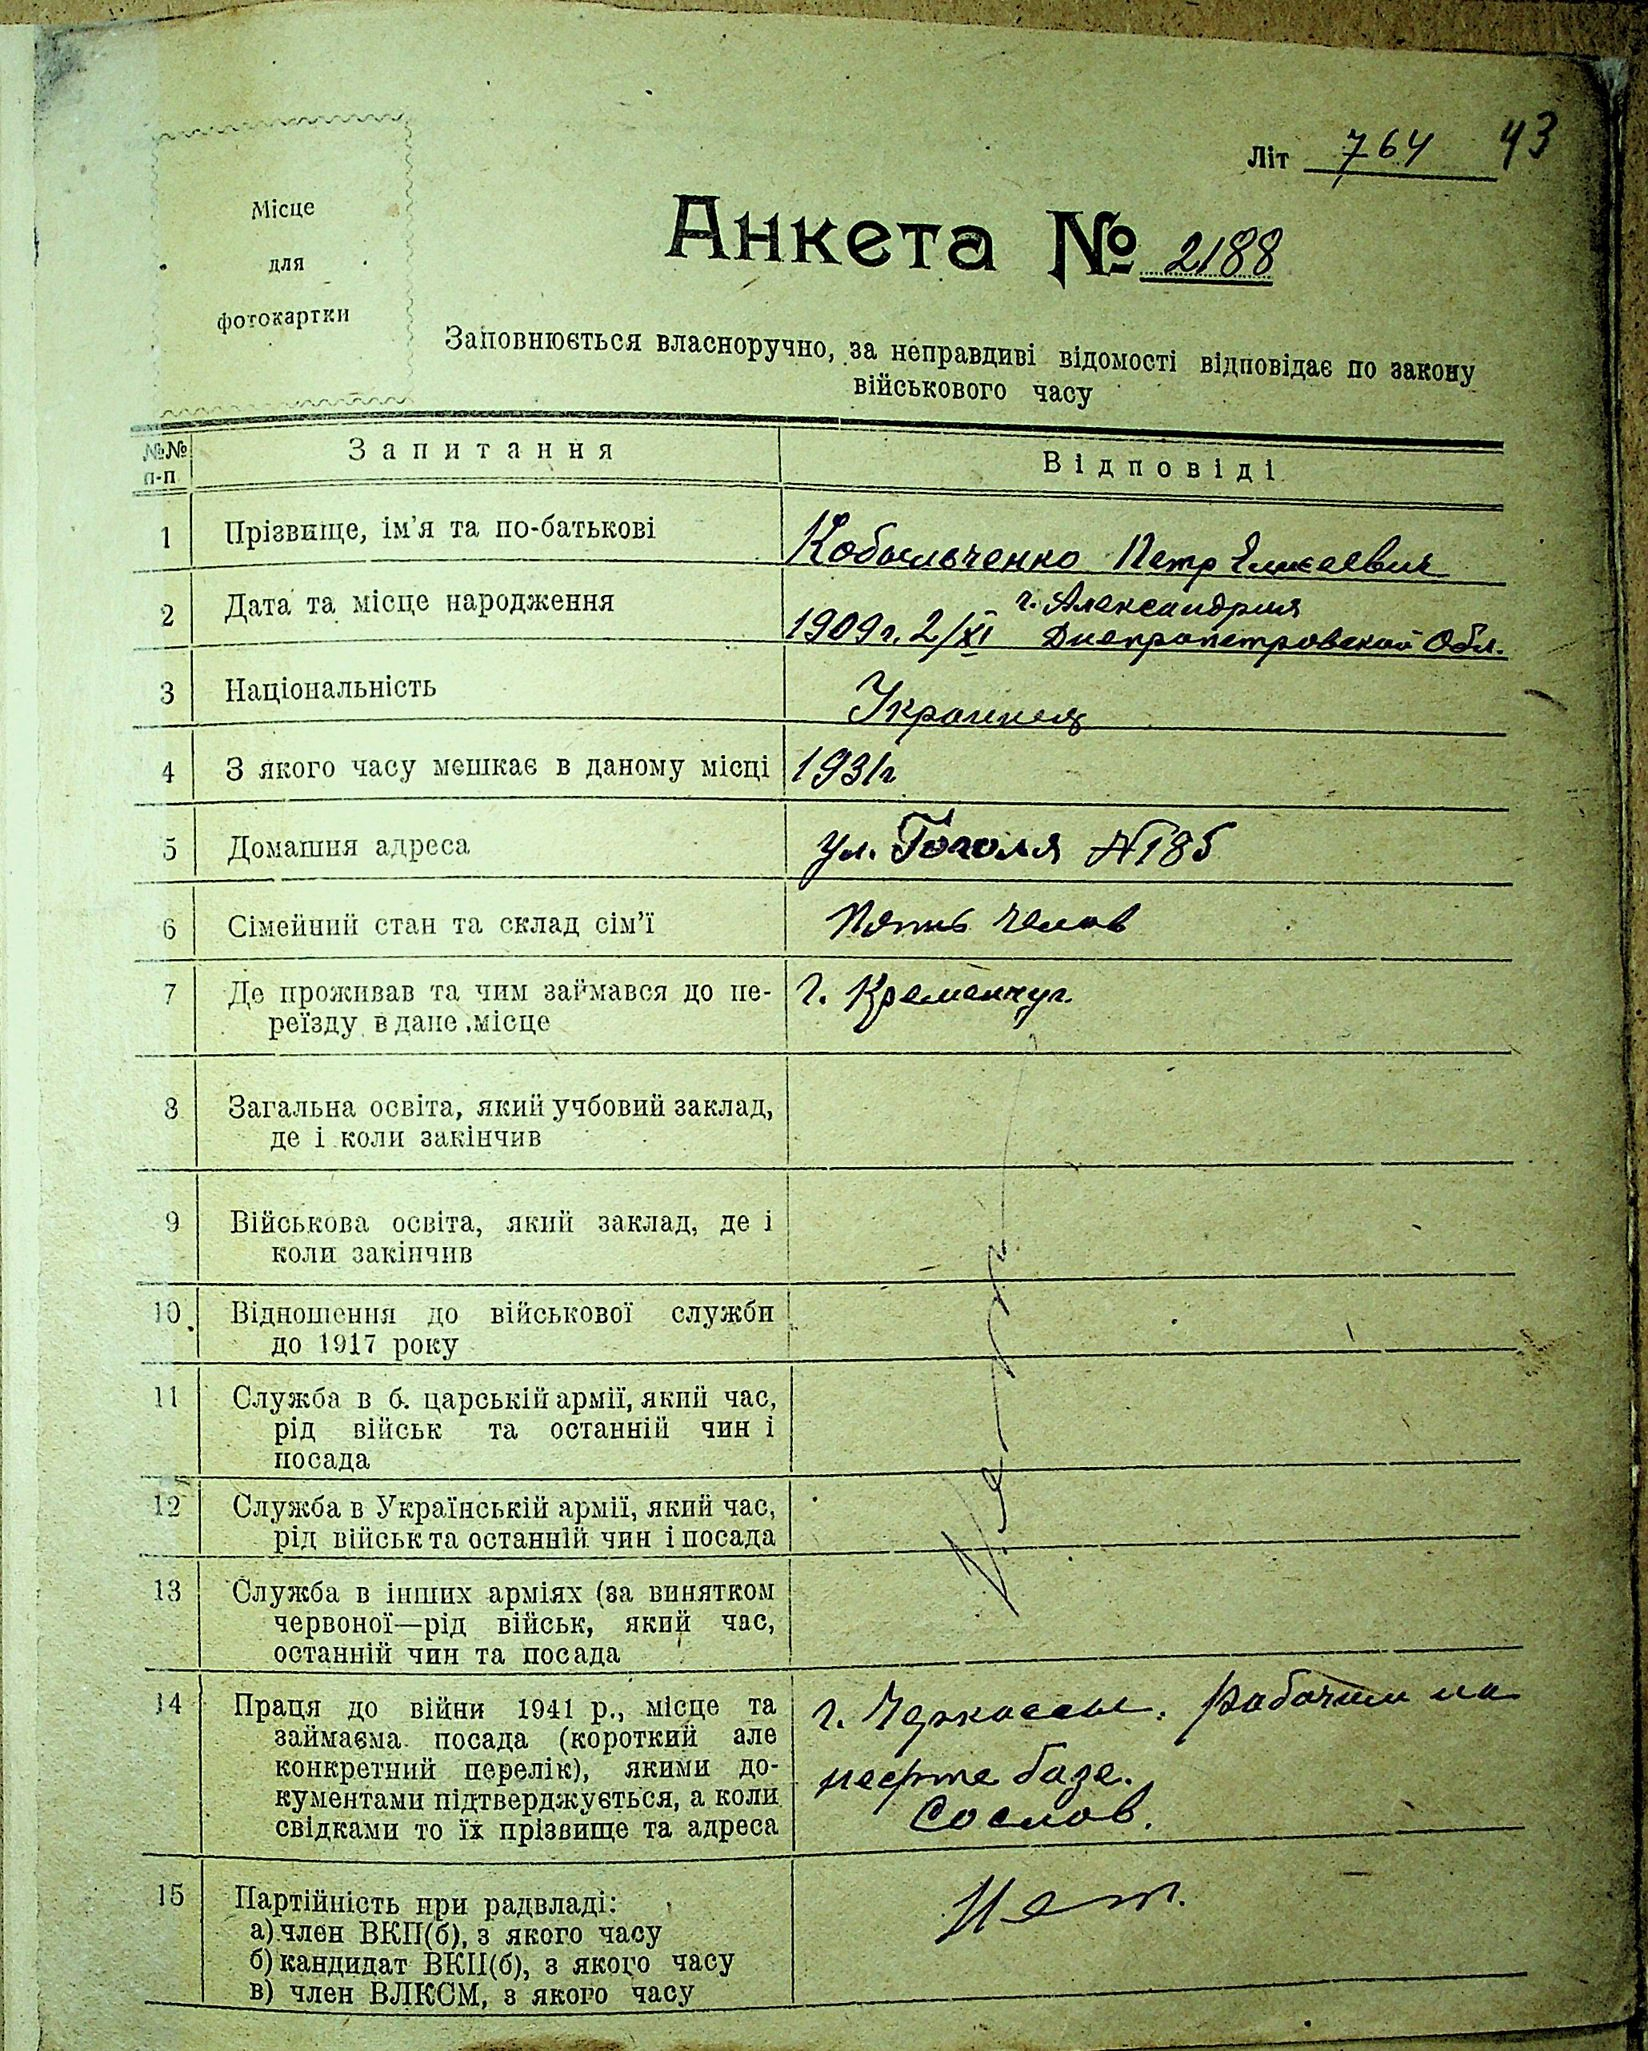 Літ 764 43
Місце
для
фотокартки
Анкета № 2188
Заповнюється власноручно, за неправдиві відомості відповідає по закону
військового часу
№№ п-п
Запитання
Відповіді
1 Прізвище, ім'я та по-батькові
Кобыльченко Петр Елисеевич
2 Дата та місце народження
г. Александрия
1909 г. 2/XI Днепропетровской Обл.
3 Національність
Украинец
4 З якого часу мешкає в даному місці
1931 г
5 Домашня адреса
ул. Гоголя №185
6 Сімейний стан та склад сім'ї
Пять челов
7 Де проживав та чим займався до пе-
реїзду в дане місце
г. Кременчуг
8 Загальна освіта, який учбовий заклад,
де і коли закінчив
9 Військова освіта, який заклад, де і
коли закінчив
10 Відношення до військової служби
до 1917 року
11 Служба в б. царській армії, який час,
рід військ та останній чин і
посада
12 Служба в Українській армії, який час,
рід військ та останній чин і посада
13 Служба в інших арміях (за винятком
червоної—рід військ, який час,
останній чин та посада
14 Праця до війни 1941 р., місце та
займаєма посада (короткий але
конкретний перелік), якими до-
кументами підтверджується, а коли
свідками то їх прізвище та адреса
г. Черкассы. рабочим на
нефте базе.
Со слов.
15 Партійність при радвладі:
а) член ВКП(б), з якого часу
б) кандидат ВКП(б), з якого часу
в) член ВЛКСМ, з якого часу
Нет.